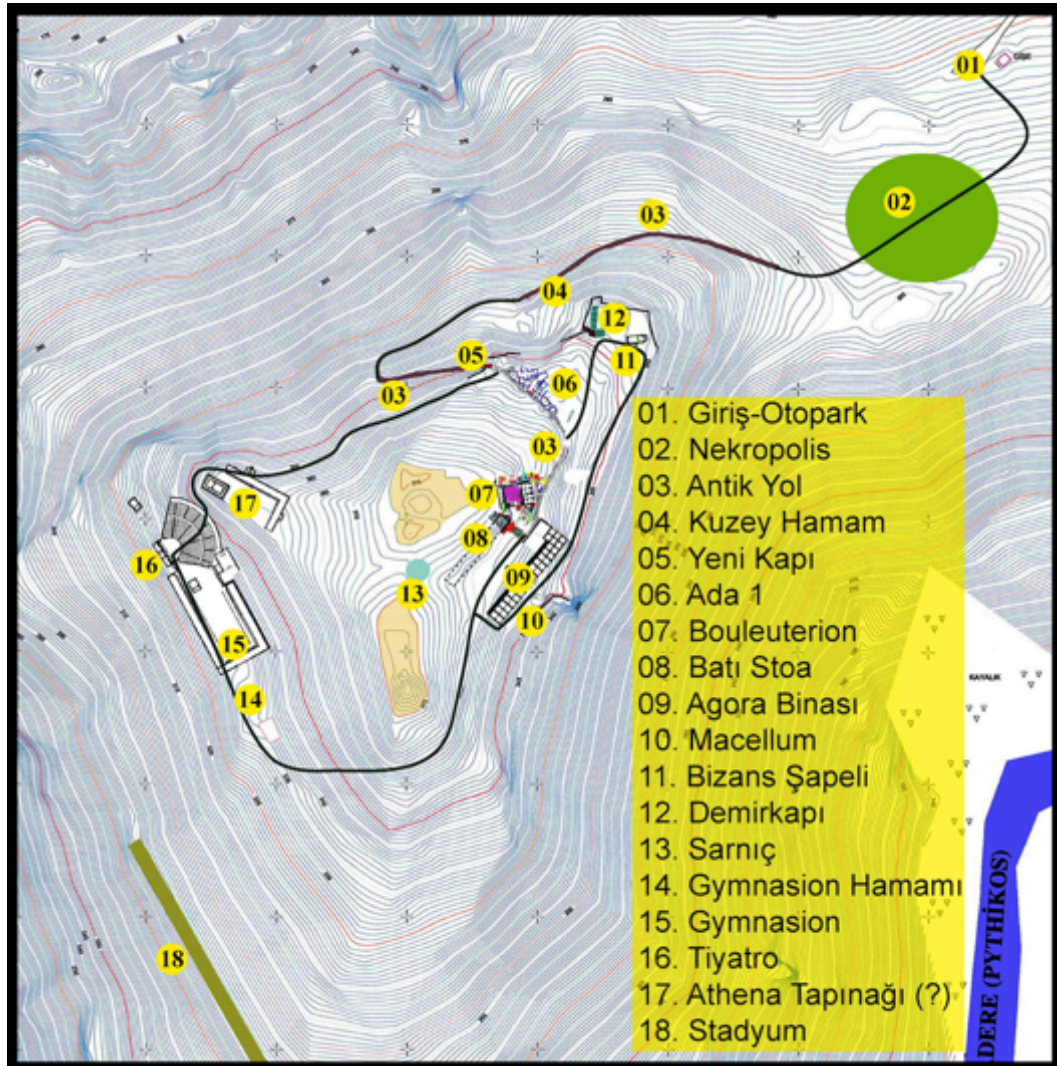 01
GİŞE
02
03
04
12
05
11
06
03
03
07
17
08
16
09
13
10
15
14
18
KAYALIK
DERE (PYTHİKOS)
01. Giriş-Otopark
02. Nekropolis
03. Antik Yol
04. Kuzey Hamam
05. Yeni Kapı
06. Ada 1
07. Bouleuterion
08. Batı Stoa
09. Agora Binası
10. Macellum
11. Bizans Şapeli
12. Demirkapı
13. Sarnıç
14. Gymnasion Hamamı
15. Gymnasion
16. Tiyatro
17. Athena Tapınağı (?)
18. Stadyum